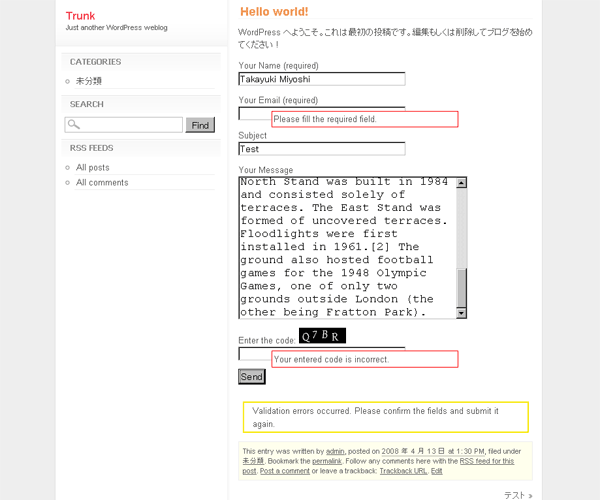 Trunk
Just another WordPress weblog
CATEGORIES
未分類
SEARCH
Find
RSS FEEDS
All posts
All comments
Hello world!
WordPress へようこそ。これは最初の投稿です。編集もしくは削除してブログを始め
てください！
Your Name (required)
Takayuki Miyoshi
Your Email (required)
Please fill the required field.
Subject
Test
Your Message
North Stand was built in 1984
and consisted solely of
terraces. The East Stand was
formed of uncovered terraces.
Floodlights were first
installed in 1961.[2] The
ground also hosted football
games for the 1948 Olympic
Games, one of only two
grounds outside London (the
other being Fratton Park).
Enter the code: Q7BR
Your entered code is incorrect.
Send
Validation errors occurred. Please confirm the fields and submit it
again.
This entry was written by admin, posted on 2008 年 4 月 13 日 at 1:30 PM, filed under
未分類. Bookmark the permalink. Follow any comments here with the RSS feed for this
post. Post a comment or leave a trackback: Trackback URL. Edit
テスト »